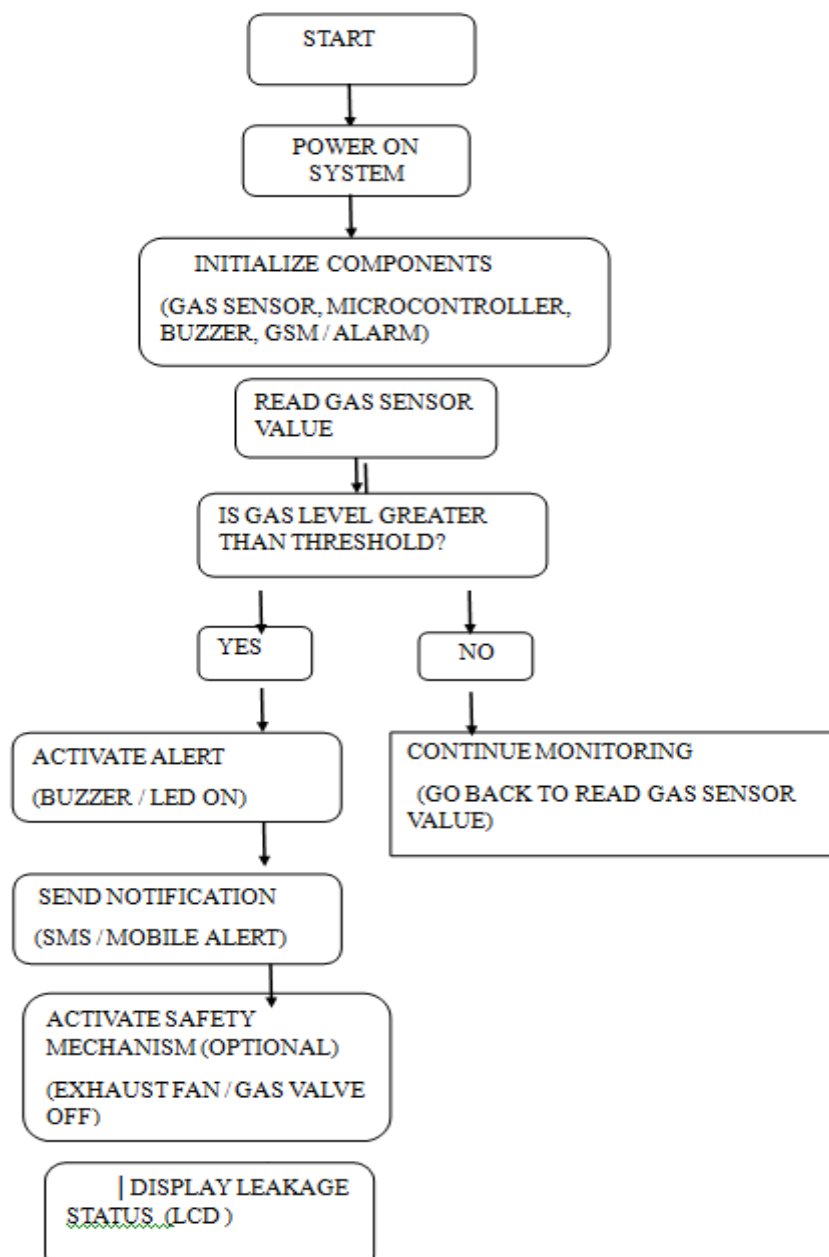 START
POWER ON
SYSTEM
INITIALIZE COMPONENTS
(GAS SENSOR, MICROCONTROLLER,
BUZZER, GSM / ALARM)
READ GAS SENSOR
VALUE
IS GAS LEVEL GREATER
THAN THRESHOLD?
YES
NO
ACTIVATE ALERT
(BUZZER / LED ON)
CONTINUE MONITORING
(GO BACK TO READ GAS SENSOR
VALUE)
SEND NOTIFICATION
(SMS / MOBILE ALERT)
ACTIVATE SAFETY
MECHANISM (OPTIONAL)
(EXHAUST FAN / GAS VALVE
OFF)
DISPLAY LEAKAGE
STATUS (LCD )